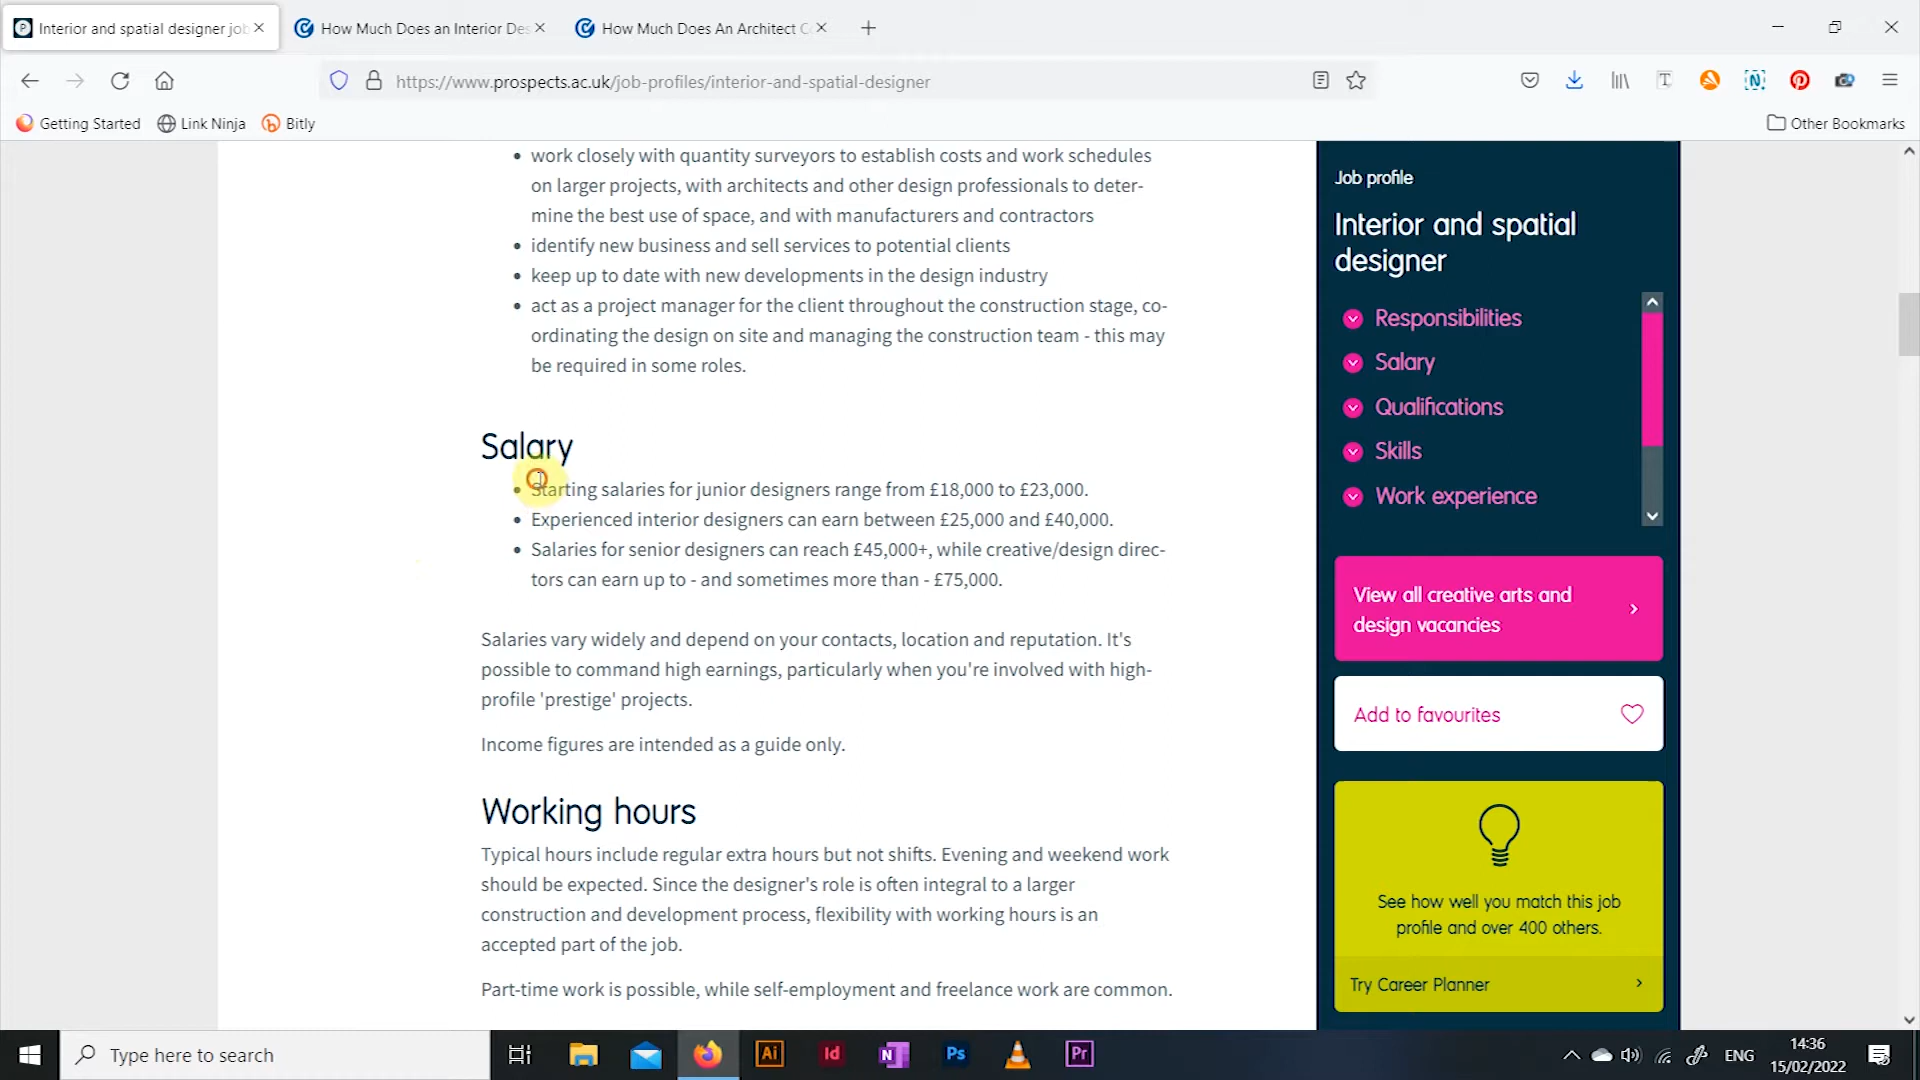 Interior and spatial designer job
How Much Does an Interior Des
How Much Does An Architect C
https://www.prospects.ac.uk/job-profiles/interior-and-spatial-designer
Getting Started
Link Ninja
Bitly
Other Bookmarks
work closely with quantity surveyors to establish costs and work schedules
on larger projects, with architects and other design professionals to deter-
mine the best use of space, and with manufacturers and contractors
identify new business and sell services to potential clients
keep up to date with new developments in the design industry
act as a project manager for the client throughout the construction stage, co-
ordinating the design on site and managing the construction team - this may
be required in some roles.
Salary
Starting salaries for junior designers range from £18,000 to £23,000.
Experienced interior designers can earn between £25,000 and £40,000.
Salaries for senior designers can reach £45,000+, while creative/design direc-
tors can earn up to - and sometimes more than - £75,000.
Salaries vary widely and depend on your contacts, location and reputation. It's
possible to command high earnings, particularly when you're involved with high-
profile 'prestige' projects.
Income figures are intended as a guide only.
Working hours
Typical hours include regular extra hours but not shifts. Evening and weekend work
should be expected. Since the designer's role is often integral to a larger
construction and development process, flexibility with working hours is an
accepted part of the job.
Part-time work is possible, while self-employment and freelance work are common.
Job profile
Interior and spatial
designer
Responsibilities
Salary
Qualifications
Skills
Work experience
View all creative arts and
design vacancies
Add to favourites
See how well you match this job
profile and over 400 others.
Try Career Planner
Type here to search
Ai
Id
N
Ps
Pr
ENG
14:36
15/02/2022